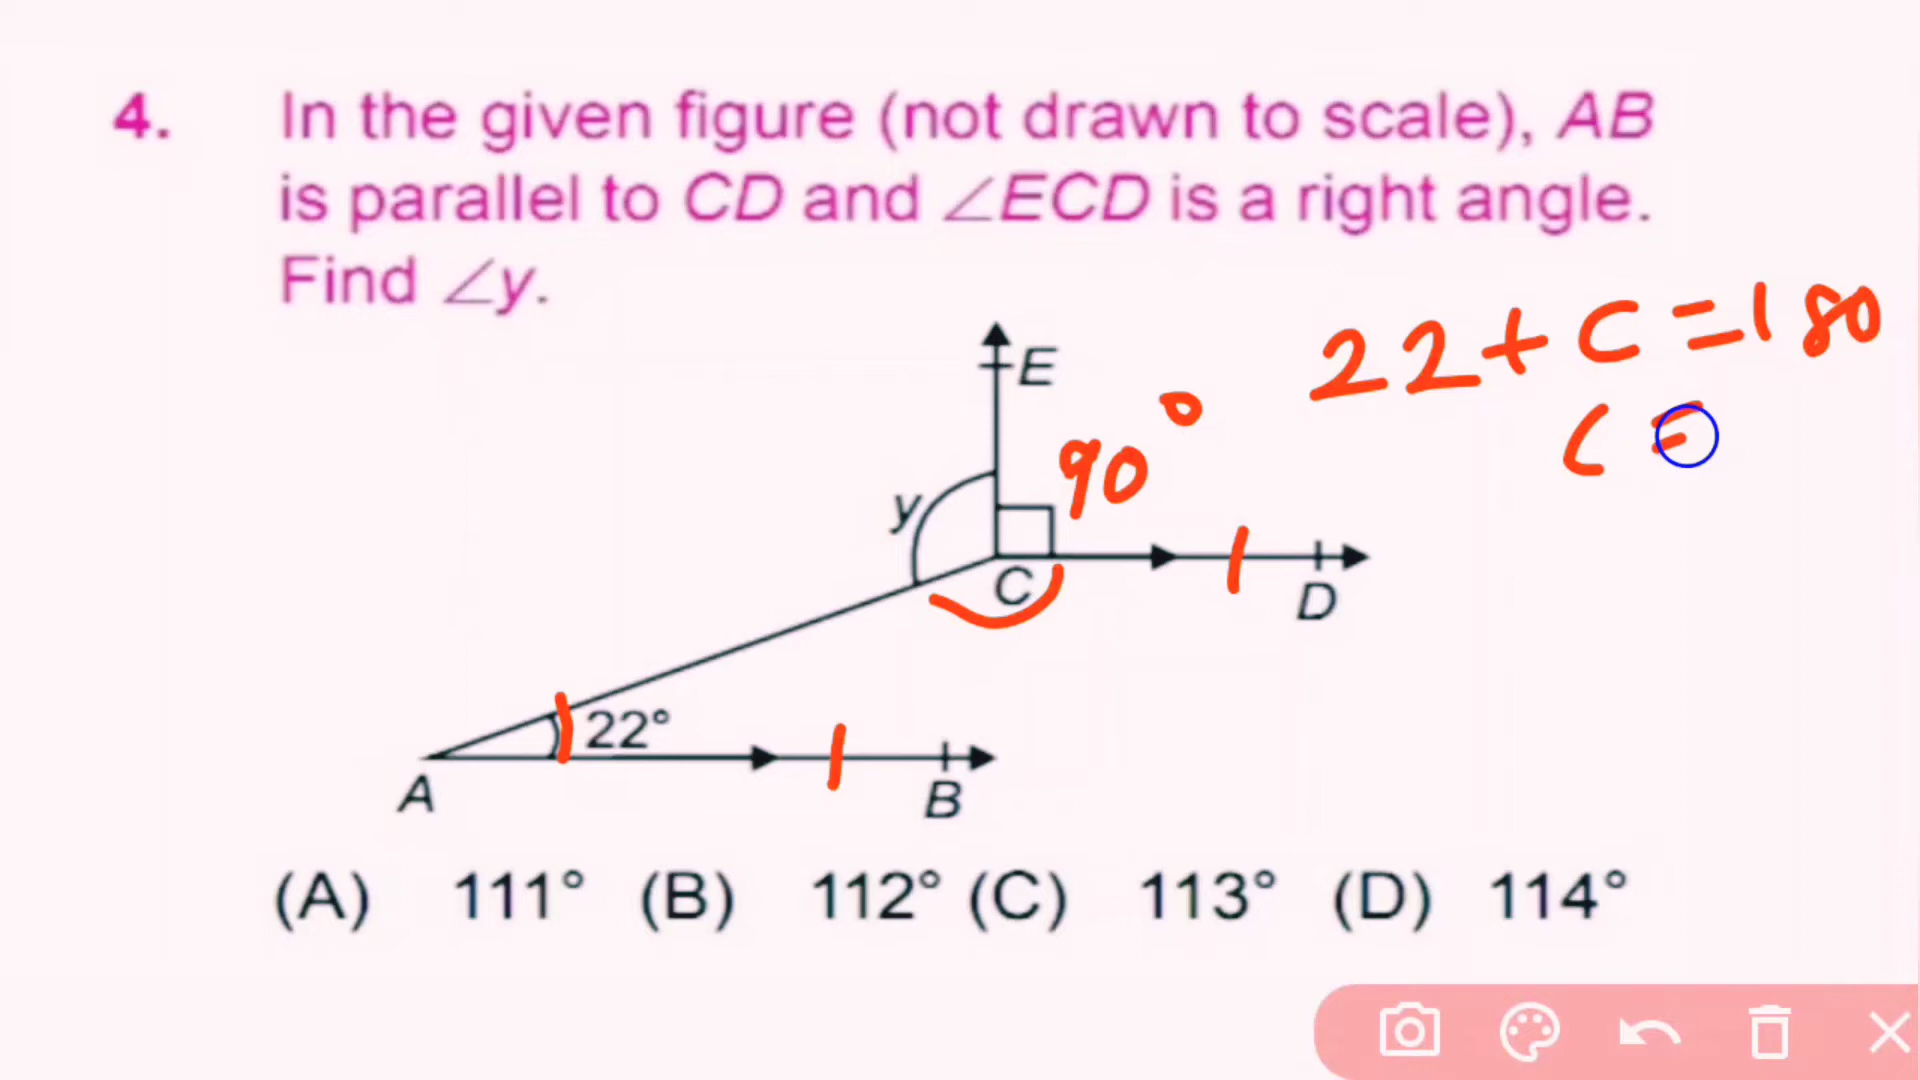 4. In the given figure (not drawn to scale), AB
is parallel to CD and ∠ECD is a right angle.
Find ∠y.
22+C=180
C=
E
90°
y
C
D
22°
A
B
(A) 111° (B) 112° (C) 113° (D) 114°